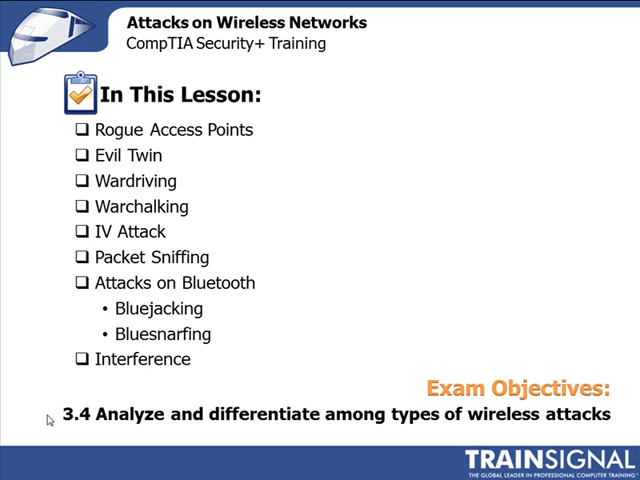 Attacks on Wireless Networks
CompTIA Security+ Training
In This Lesson:
Rogue Access Points
Evil Twin
Wardriving
Warchalking
IV Attack
Packet Sniffing
Attacks on Bluetooth
• Bluejacking
• Bluesnarfing
Interference
Exam Objectives:
3.4 Analyze and differentiate among types of wireless attacks
TRAINSIGNAL
THE GLOBAL LEADER IN PROFESSIONAL COMPUTER TRAINING